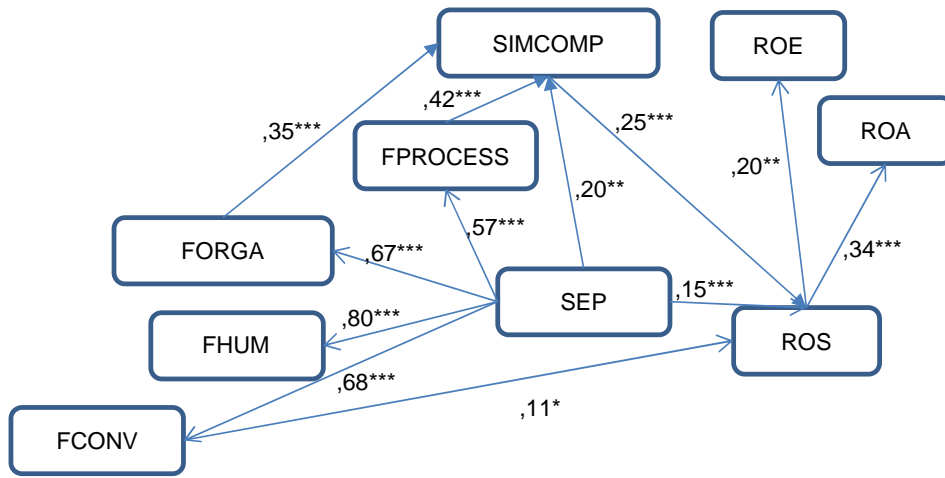 SIMCOMP
ROE
,42***
,25***
,35***
FPROCESS
ROA
,20**
,20**
,57***
FORGA
,67***
,34***
SEP
,15***
,80***
FHUM
ROS
,68***
,11*
FCONV